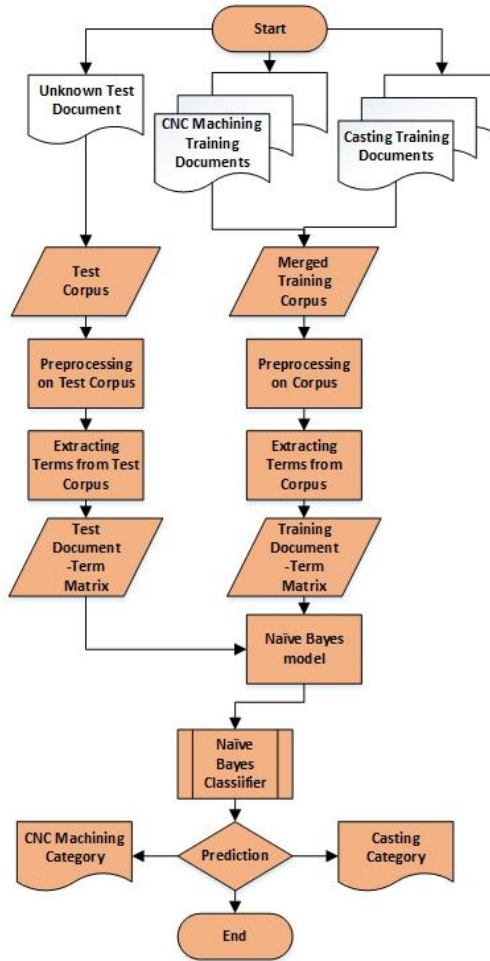 Start
Unknown Test
Document
CNC Machining
Training
Documents
Casting Training
Documents
Test
Corpus
Merged
Training
Corpus
Preprocessing
on Test Corpus
Preprocessing
on Corpus
Extracting
Terms from Test
Corpus
Extracting
Terms from
Corpus
Test
Document
-Term
Matrix
Training
Document
-Term
Matrix
Naïve Bayes
model
Naïve
Bayes
Classiifier
CNC Machining
Category
Prediction
Casting
Category
End